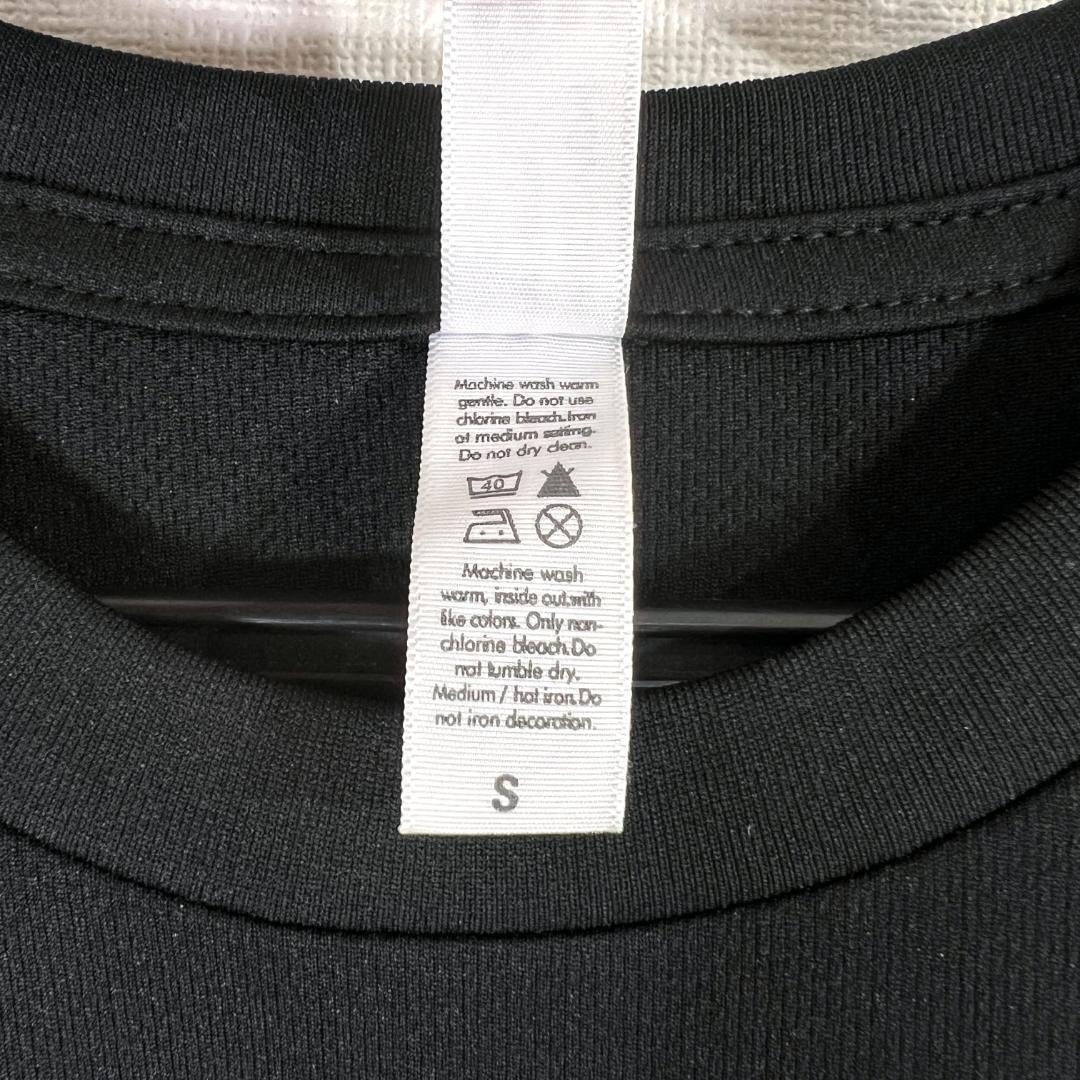 Machine wash warm
gentle. Do not use
chlorine bleach. Iron
at medium setting.
Do not dry clean.
40
Machine wash
warm, inside out with
like colors. Only non-
chlorine bleach. Do
not tumble dry.
Medium / hot iron. Do
not iron decoration.
S